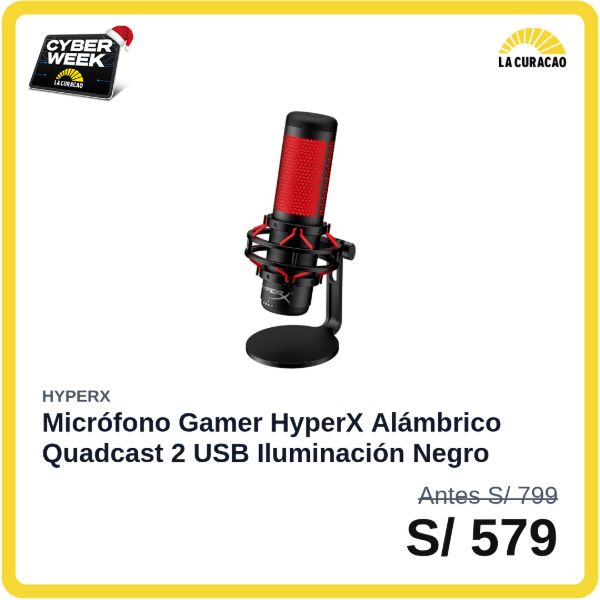 CYBER
WEEK
LA CURACAO
LA CURACAO
HYPERX
HYPERX
Micrófono Gamer HyperX Alámbrico
Quadcast 2 USB Iluminación Negro
Antes S/ 799
S/ 579